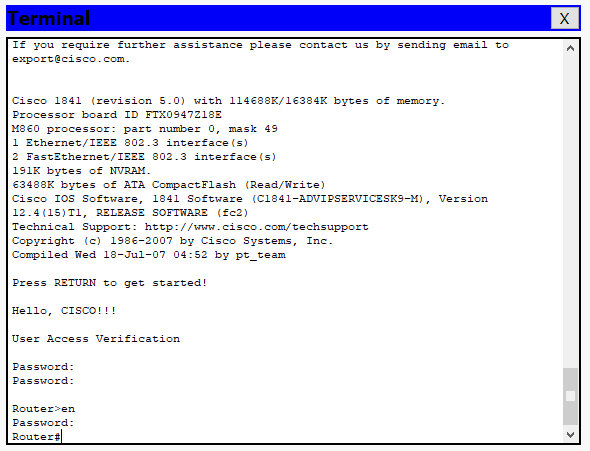 Terminal
X
If you require further assistance please contact us by sending email to
export@cisco.com.
Cisco 1841 (revision 5.0) with 114688K/16384K bytes of memory.
Processor board ID FTX0947Z18E
M860 processor: part number 0, mask 49
1 Ethernet/IEEE 802.3 interface(s)
2 FastEthernet/IEEE 802.3 interface(s)
191K bytes of NVRAM.
63488K bytes of ATA CompactFlash (Read/Write)
Cisco IOS Software, 1841 Software (C1841-ADVIPSERVICESK9-M), Version
12.4(15)T1, RELEASE SOFTWARE (fc2)
Technical Support: http://www.cisco.com/techsupport
Copyright (c) 1986-2007 by Cisco Systems, Inc.
Compiled Wed 18-Jul-07 04:52 by pt_team
Press RETURN to get started!
Hello, CISCO!!!
User Access Verification
Password:
Password:
Router>en
Password:
Router#